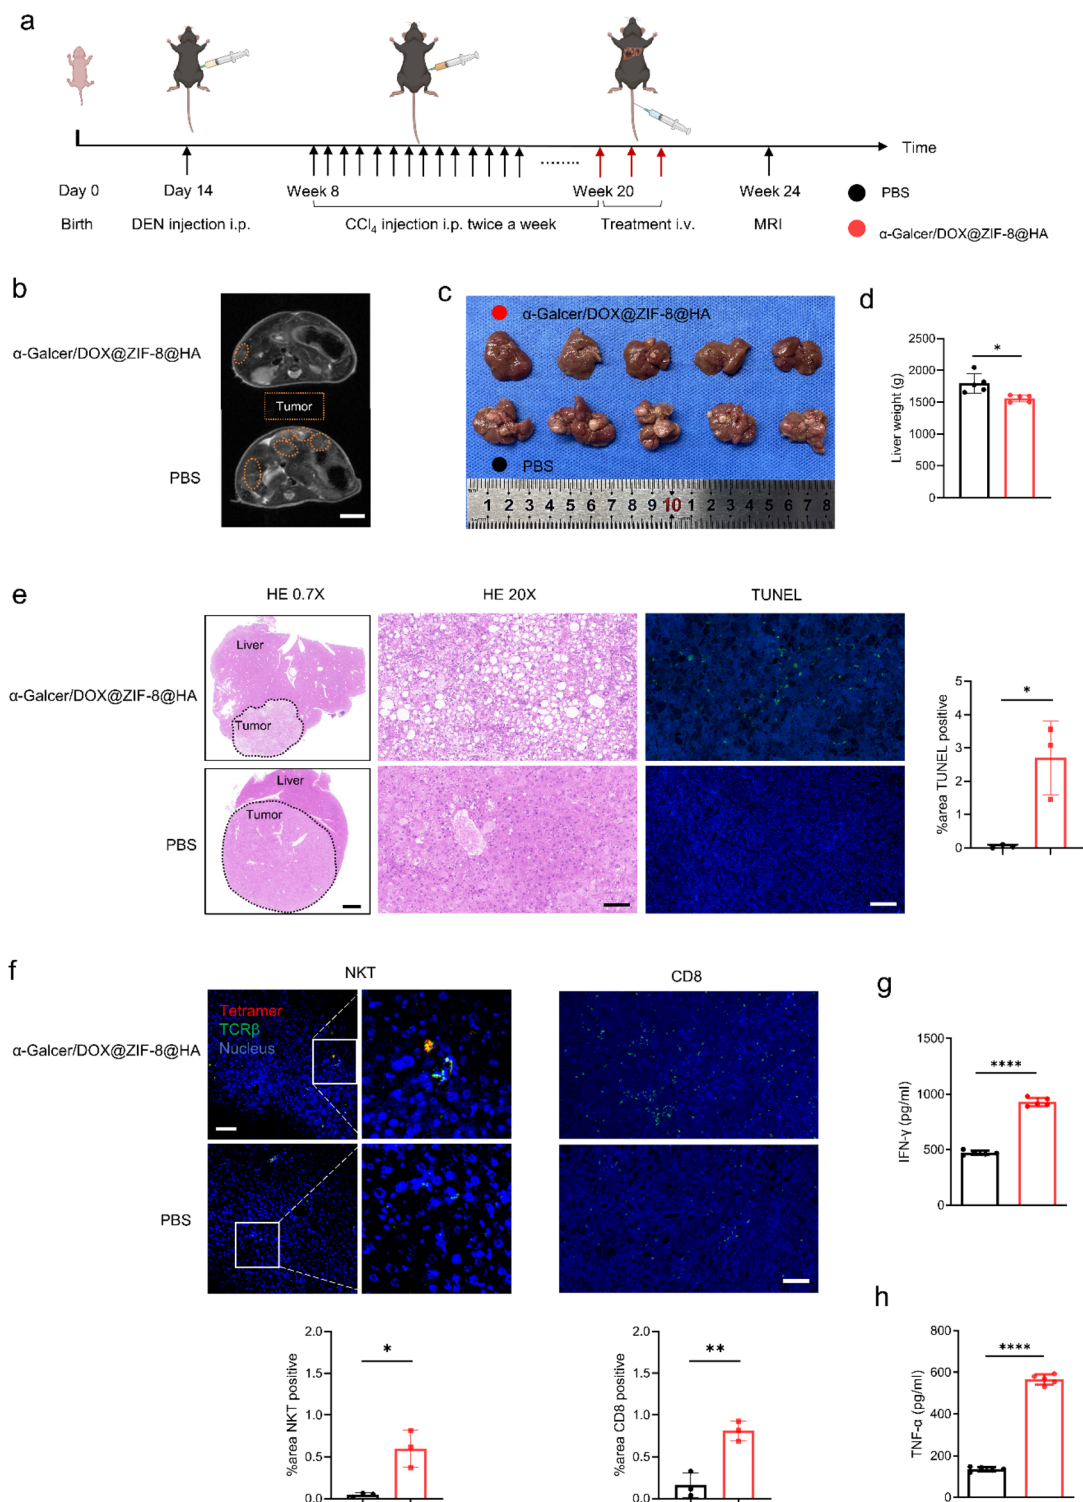 a
Time
Day 0
Day 14
Week 8
Week 20
Week 24
Birth
DEN injection i.p.
CCl₄ injection i.p. twice a week
Treatment i.v.
MRI
PBS
α-Galcer/DOX@ZIF-8@HA
b
α-Galcer/DOX@ZIF-8@HA
Tumor
PBS
c
α-Galcer/DOX@ZIF-8@HA
PBS
1 2 3 4 5 6 7 8 9 10 1 2 3 4 5 6 7 8
d
Liver weight (g)
2500
2000
1500
1000
500
0
*
e
HE 0.7X
HE 20X
TUNEL
α-Galcer/DOX@ZIF-8@HA
Liver
Tumor
PBS
Liver
Tumor
%area TUNEL positive
5
4
3
2
1
0
*
f
NKT
CD8
α-Galcer/DOX@ZIF-8@HA
Tetramer
TCRβ
Nucleus
PBS
%area NKT positive
2.0
1.5
1.0
0.5
0.0
*
%area CD8 positive
2.0
1.5
1.0
0.5
0.0
**
g
IFN-γ (pg/ml)
1500
1000
500
0
****
h
TNF-α (pg/ml)
800
600
400
200
0
****